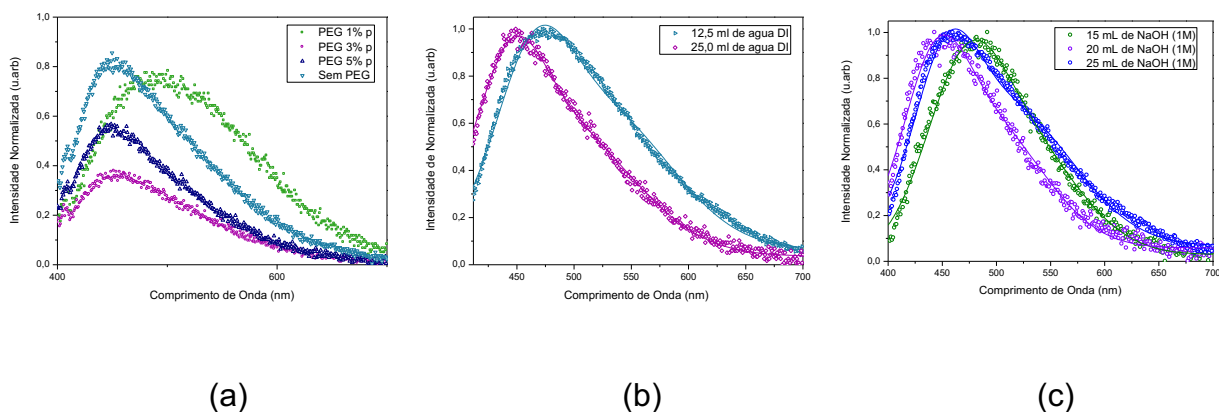 PEG 1% p
PEG 3% p
PEG 5% p
Sem PEG
Intensidade Normalizada (u.arb)
1,0
0,8
0,6
0,4
0,2
0,0
400
600
Comprimento de Onda (nm)
(a)
12,5 ml de agua DI
25,0 ml de agua DI
Intensidade de Normalizada (u.arb)
1,0
0,8
0,6
0,4
0,2
0,0
450
500
550
600
650
700
Comprimento de Onda (nm)
(b)
15 mL de NaOH (1M)
20 mL de NaOH (1M)
25 mL de NaOH (1M)
Intensidade Normalizada (u.arb)
1,0
0,8
0,6
0,4
0,2
0,0
400
450
500
550
600
650
700
Comprimento de Onda (nm)
(c)